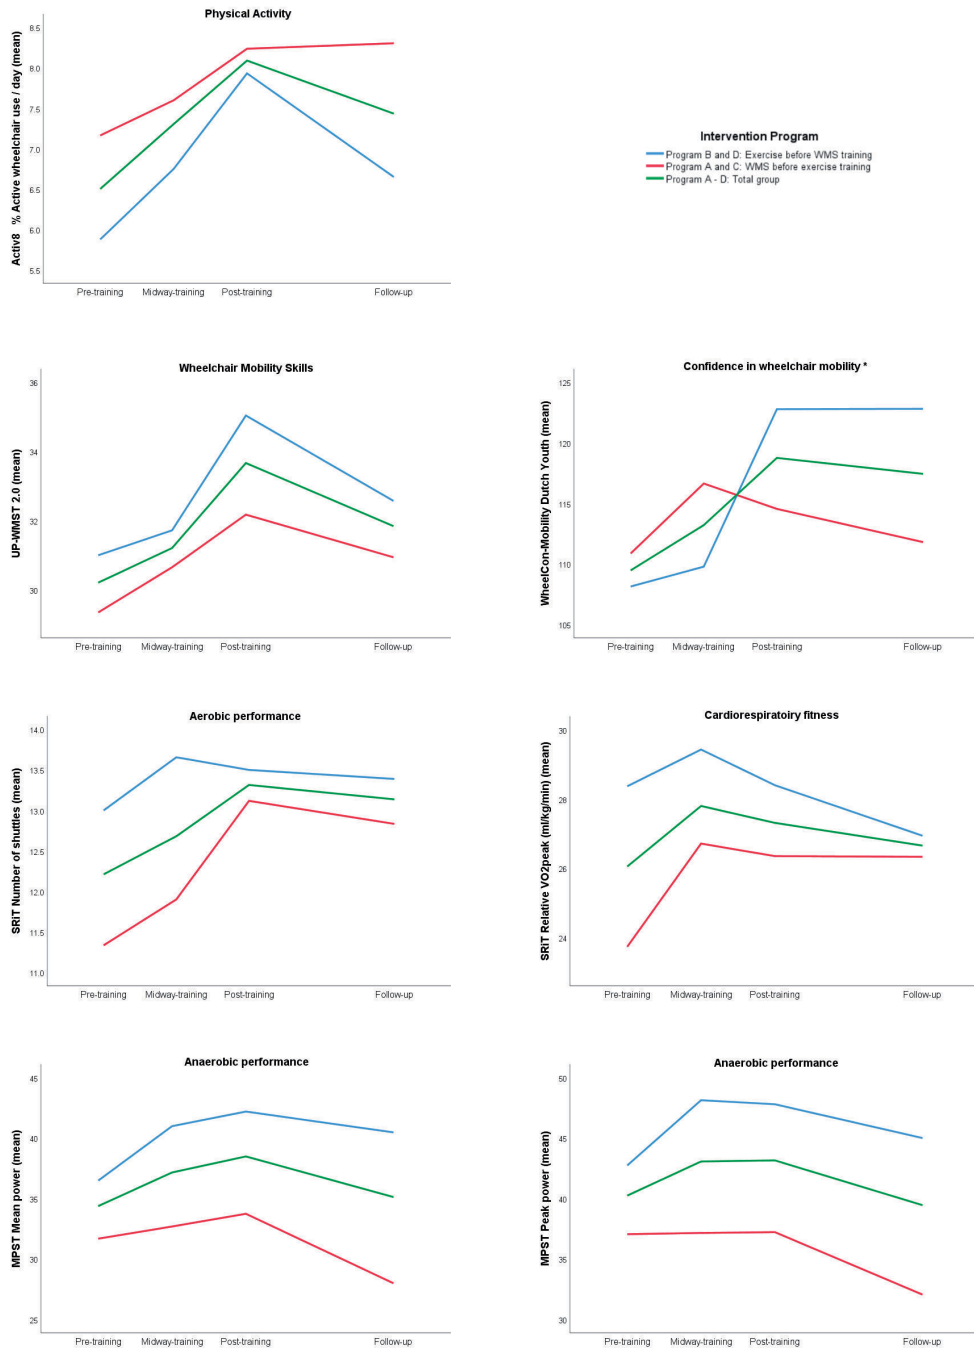 Physical Activity
Activ8 % Active wheelchair use / day (mean)
8.5
8.0
7.5
7.0
6.5
6.0
5.5
Pre-training Midway-training Post-training Follow-up
Intervention Program
Program B and D: Exercise before WMS training
Program A and C: WMS before exercise training
Program A - D: Total group
Wheelchair Mobility Skills
UP-WMST 2.0 (mean)
36
34
32
30
Pre-training Midway-training Post-training Follow-up
Confidence in wheelchair mobility *
WheelCon-Mobility Dutch Youth (mean)
125
120
115
110
105
Pre-training Midway-training Post-training Follow-up
Aerobic performance
SRiT Number of shuttles (mean)
14.0
13.5
13.0
12.5
12.0
11.5
11.0
Pre-training Midway-training Post-training Follow-up
Cardiorespiratoiry fitness
SRiT Relative VO2peak (ml/kg/min) (mean)
30
28
26
24
Pre-training Midway-training Post-training Follow-up
Anaerobic performance
MPST Mean power (mean)
45
40
35
30
25
Pre-training Midway-training Post-training Follow-up
Anaerobic performance
MPST Peak power (mean)
50
45
40
35
30
Pre-training Midway-training Post-training Follow-up